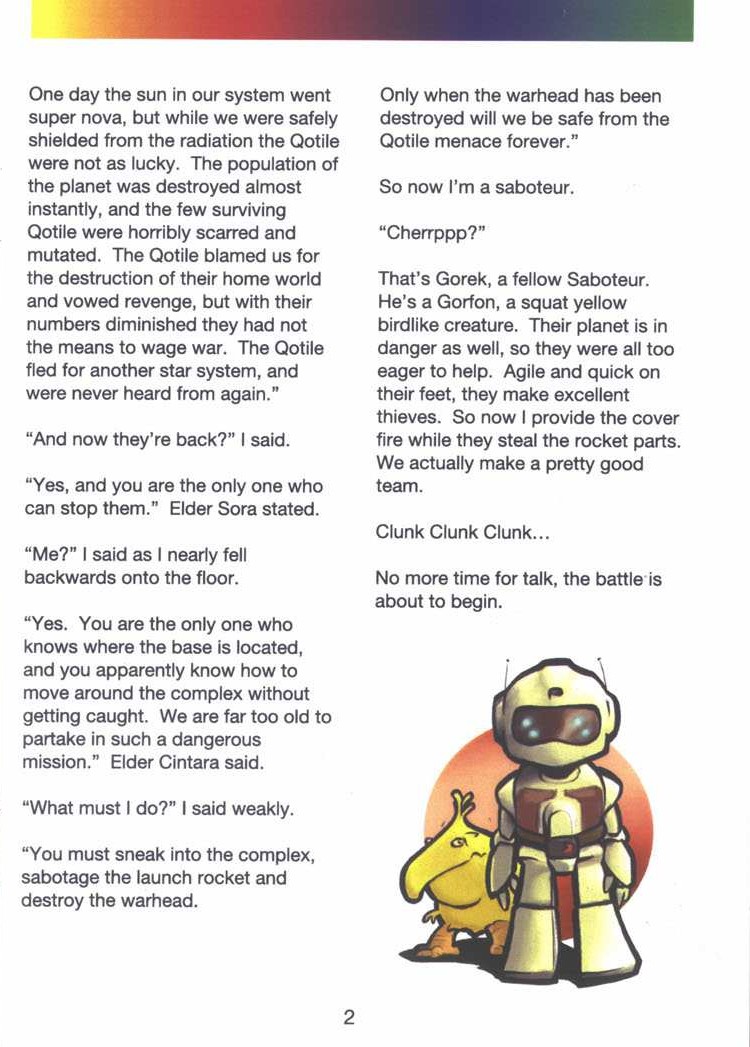 One day the sun in our system went
super nova, but while we were safely
shielded from the radiation the Qotile
were not as lucky.  The population of
the planet was destroyed almost
instantly, and the few surviving
Qotile were horribly scarred and
mutated.  The Qotile blamed us for
the destruction of their home world
and vowed revenge, but with their
numbers diminished they had not
the means to wage war.  The Qotile
fled for another star system, and
were never heard from again.”
“And now they’re back?” I said.
“Yes, and you are the only one who
can stop them.”  Elder Sora stated.
“Me?” I said as I nearly fell
backwards onto the floor.
“Yes.  You are the only one who
knows where the base is located,
and you apparently know how to
move around the complex without
getting caught.  We are far too old to
partake in such a dangerous
mission.”  Elder Cintara said.
“What must I do?” I said weakly.
“You must sneak into the complex,
sabotage the launch rocket and
destroy the warhead.
Only when the warhead has been
destroyed will we be safe from the
Qotile menace forever.”
So now I’m a saboteur.
“Cherrppp?”
That’s Gorek, a fellow Saboteur.
He’s a Gorfon, a squat yellow
birdlike creature.  Their planet is in
danger as well, so they were all too
eager to help.  Agile and quick on
their feet, they make excellent
thieves.  So now I provide the cover
fire while they steal the rocket parts.
We actually make a pretty good
team.
Clunk Clunk Clunk...
No more time for talk, the battle is
about to begin.
2